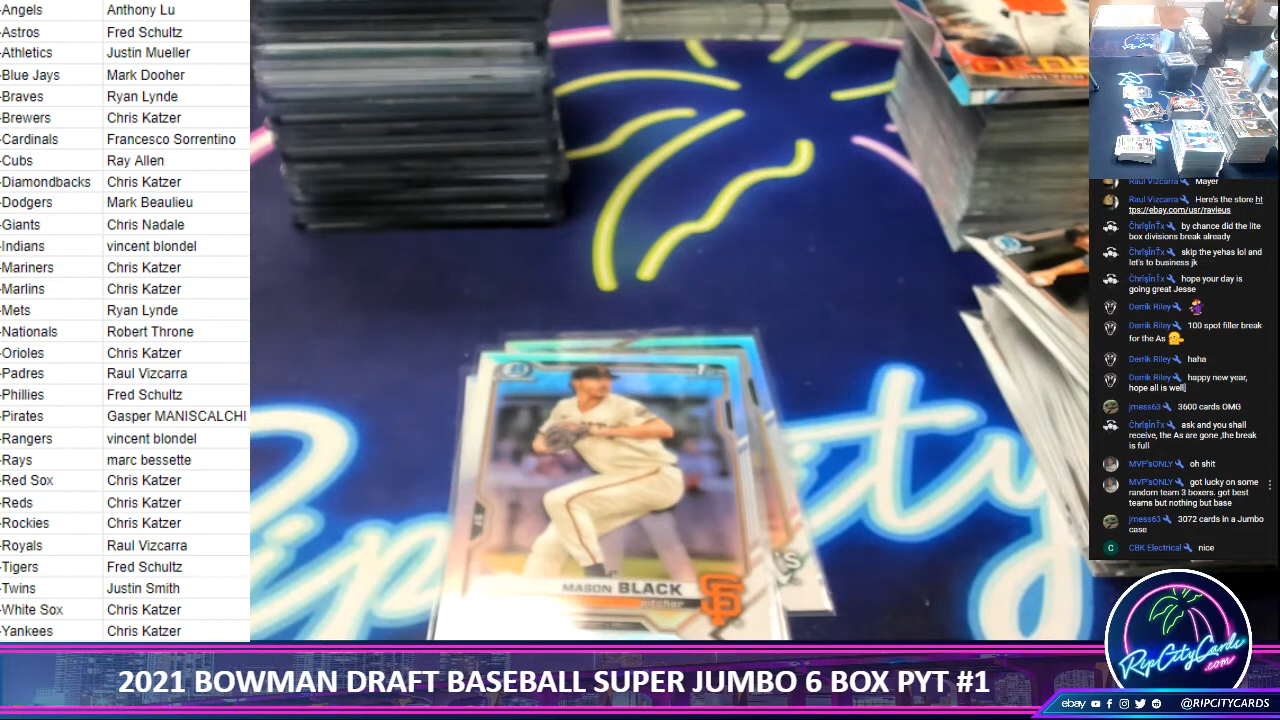 -Angels Anthony Lu
-Astros Fred Schultz
-Athletics Justin Mueller
-Blue Jays Mark Dooher
-Braves Ryan Lynde
-Brewers Chris Katzer
-Cardinals Francesco Sorrentino
-Cubs Ray Allen
-Diamondbacks Chris Katzer
-Dodgers Mark Beaulieu
-Giants Chris Nadale
-Indians vincent blondel
-Mariners Chris Katzer
-Marlins Chris Katzer
-Mets Ryan Lynde
-Nationals Robert Throne
-Orioles Chris Katzer
-Padres Raul Vizcarra
-Phillies Fred Schultz
-Pirates Gasper MANISCALCHI
-Rangers vincent blondel
-Rays marc bessette
-Red Sox Chris Katzer
-Reds Chris Katzer
-Rockies Chris Katzer
-Royals Raul Vizcarra
-Tigers Fred Schultz
-Twins Justin Smith
-White Sox Chris Katzer
-Yankees Chris Katzer
MASON BLACK
pitcher
SF
Raul Vizcarra Mayer
Raul Vizcarra Here's the store ht
tps://ebay.com/usr/ravieus
by chance did the lite
box divisions break already
skip the yehas lol and
let's to business jk
hope your day is
going great Jesse
Derrik Riley
Derrik Riley 100 spot filler break
for the As
Derrik Riley haha
Derrik Riley happy new year,
hope all is well
jmess63 3600 cards OMG
ask and you shall
receive, the As are gone ,the break
is full
MVP'sONLY oh shit
MVP'sONLY got lucky on some
random team 3 boxers. got best
teams but nothing but base
jmess63 3072 cards in a Jumbo
case
C CBK Electrical nice
RipCityCards
.com
2021 BOWMAN DRAFT BASEBALL SUPER JUMBO 6 BOX PYT #1
ebay @RIPCITYCARDS